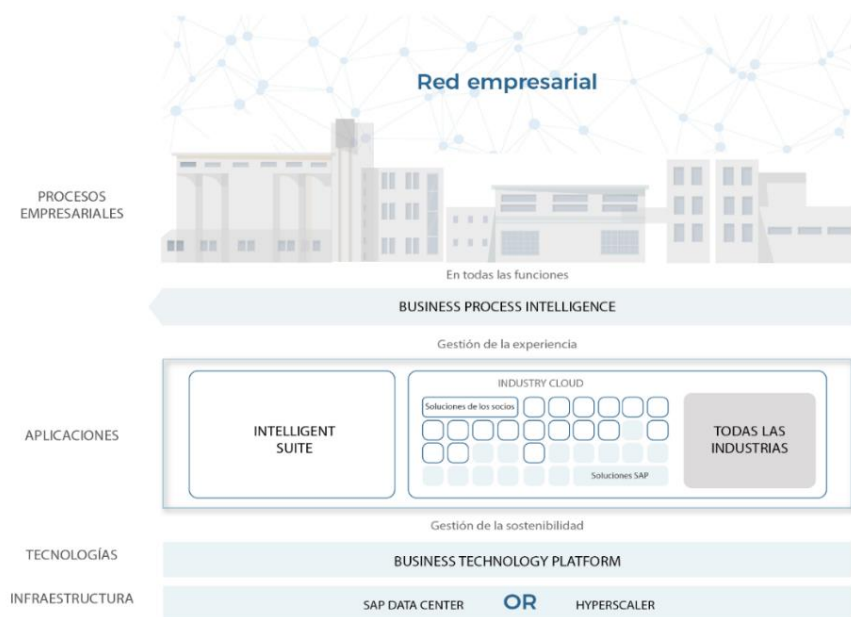 Red empresarial
PROCESOS
EMPRESARIALES
En todas las funciones
BUSINESS PROCESS INTELLIGENCE
Gestión de la experiencia
APLICACIONES
INTELLIGENT
SUITE
INDUSTRY CLOUD
Soluciones de los socios
Soluciones SAP
TODAS LAS
INDUSTRIAS
Gestión de la sostenibilidad
TECNOLOGÍAS
BUSINESS TECHNOLOGY PLATFORM
INFRAESTRUCTURA
SAP DATA CENTER OR HYPERSCALER